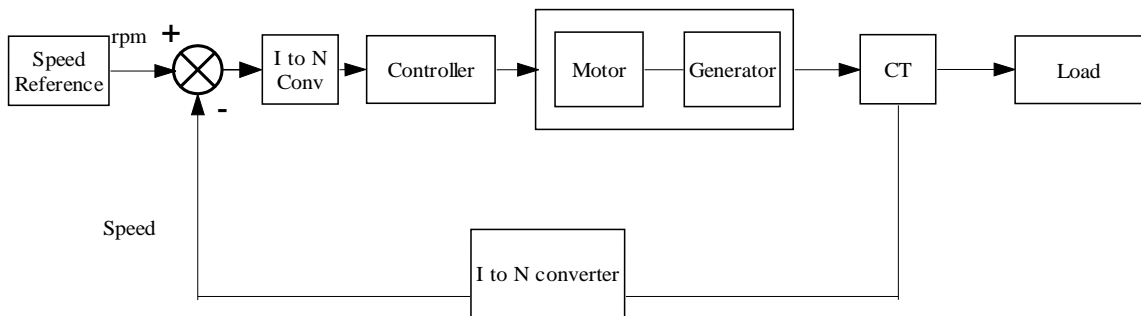 rpm
+
Speed
Reference
I to N
Conv
Controller
Motor
Generator
CT
Load
-
Speed
I to N converter